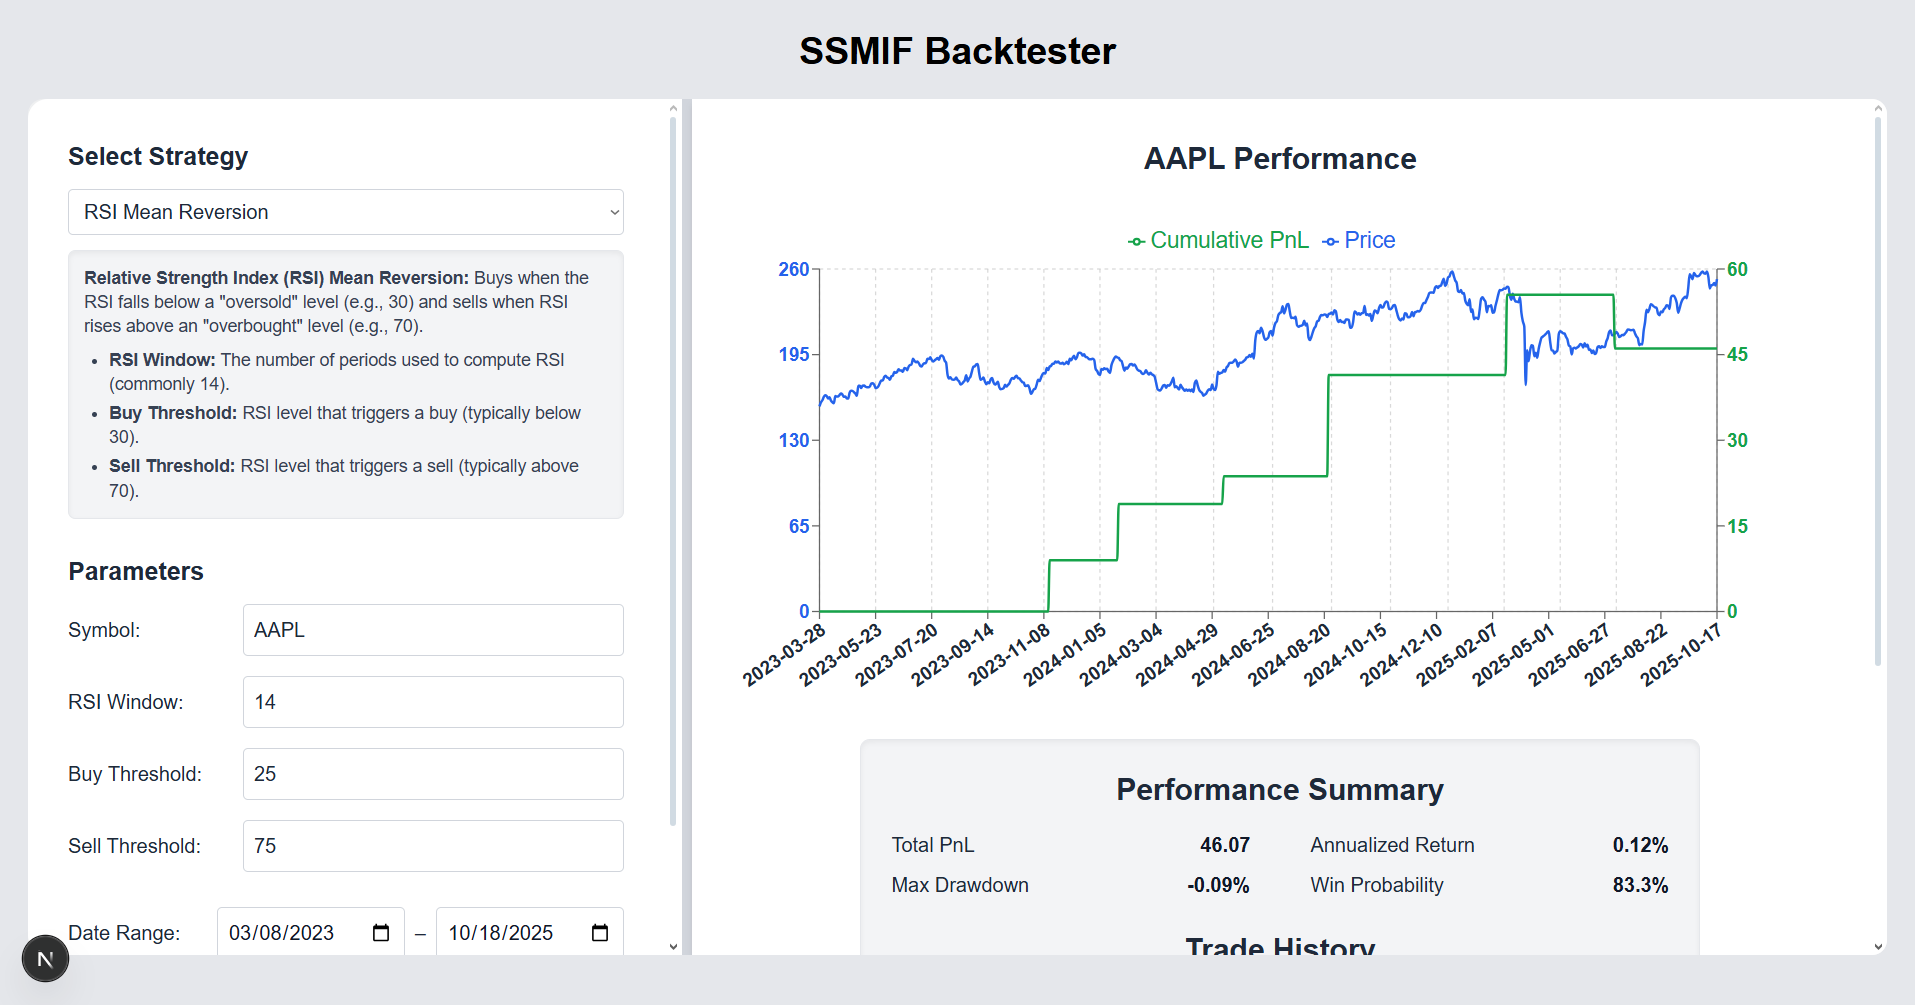 SSMIF Backtester
Select Strategy
RSI Mean Reversion
Relative Strength Index (RSI) Mean Reversion: Buys when the
RSI falls below a "oversold" level (e.g., 30) and sells when RSI
rises above an "overbought" level (e.g., 70).
• RSI Window: The number of periods used to compute RSI
(commonly 14).
• Buy Threshold: RSI level that triggers a buy (typically below
30).
• Sell Threshold: RSI level that triggers a sell (typically above
70).
Parameters
Symbol: AAPL
RSI Window: 14
Buy Threshold: 25
Sell Threshold: 75
Date Range: 03/08/2023 – 10/18/2025
N
AAPL Performance
Cumulative PnL Price
260
195
130
65
0
60
45
30
15
0
2023-03-28
2023-05-23
2023-07-20
2023-09-14
2023-11-08
2024-01-05
2024-03-04
2024-04-29
2024-06-25
2024-08-20
2024-10-15
2024-12-10
2025-02-07
2025-05-01
2025-06-27
2025-08-22
2025-10-17
Performance Summary
Total PnL 46.07 Annualized Return 0.12%
Max Drawdown -0.09% Win Probability 83.3%
Trade History